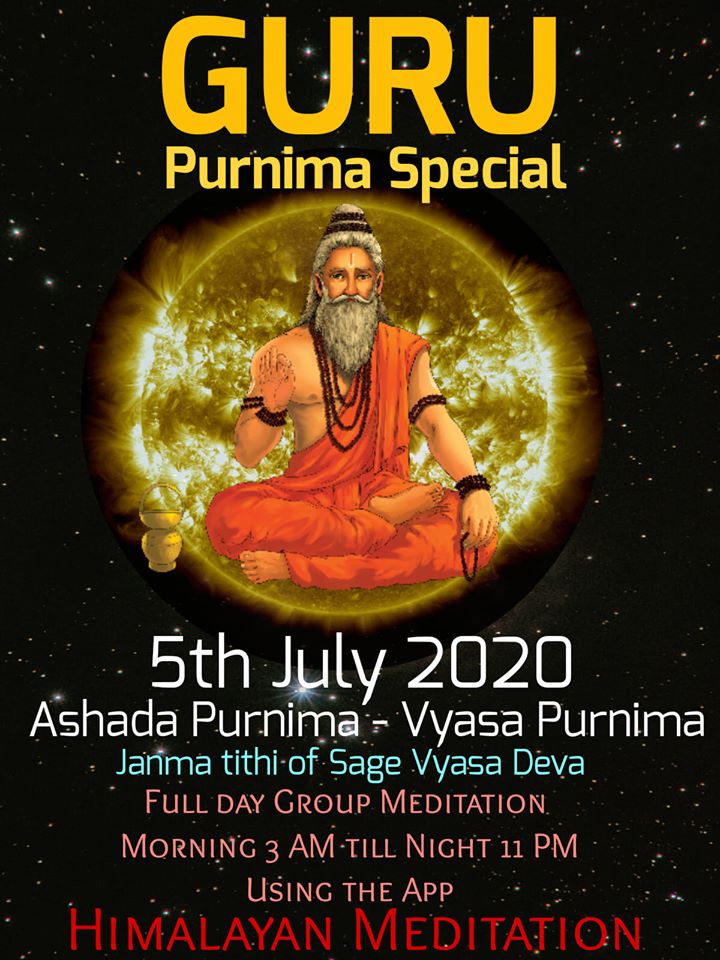 GURU
Purnima Special
5th July 2020
Ashada Purnima - Vyasa Purnima
Janma tithi of Sage Vyasa Deva
Full day Group Meditation
Morning 3 AM till Night 11 PM
Using the App
Himalayan Meditation